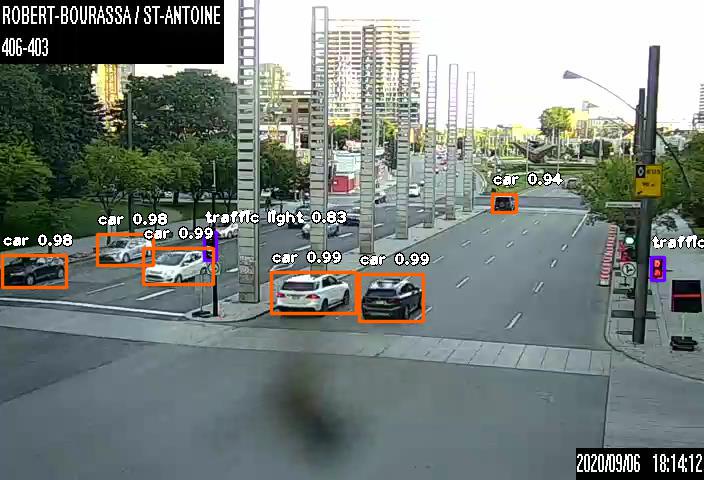 ROBERT-BOURASSA / ST-ANTOINE
406-403
car 0.94
car 0.98
traffic light 0.83
car 0.99
car 0.98
traffic
car 0.99
car 0.99
2020/09/06 18:14:12